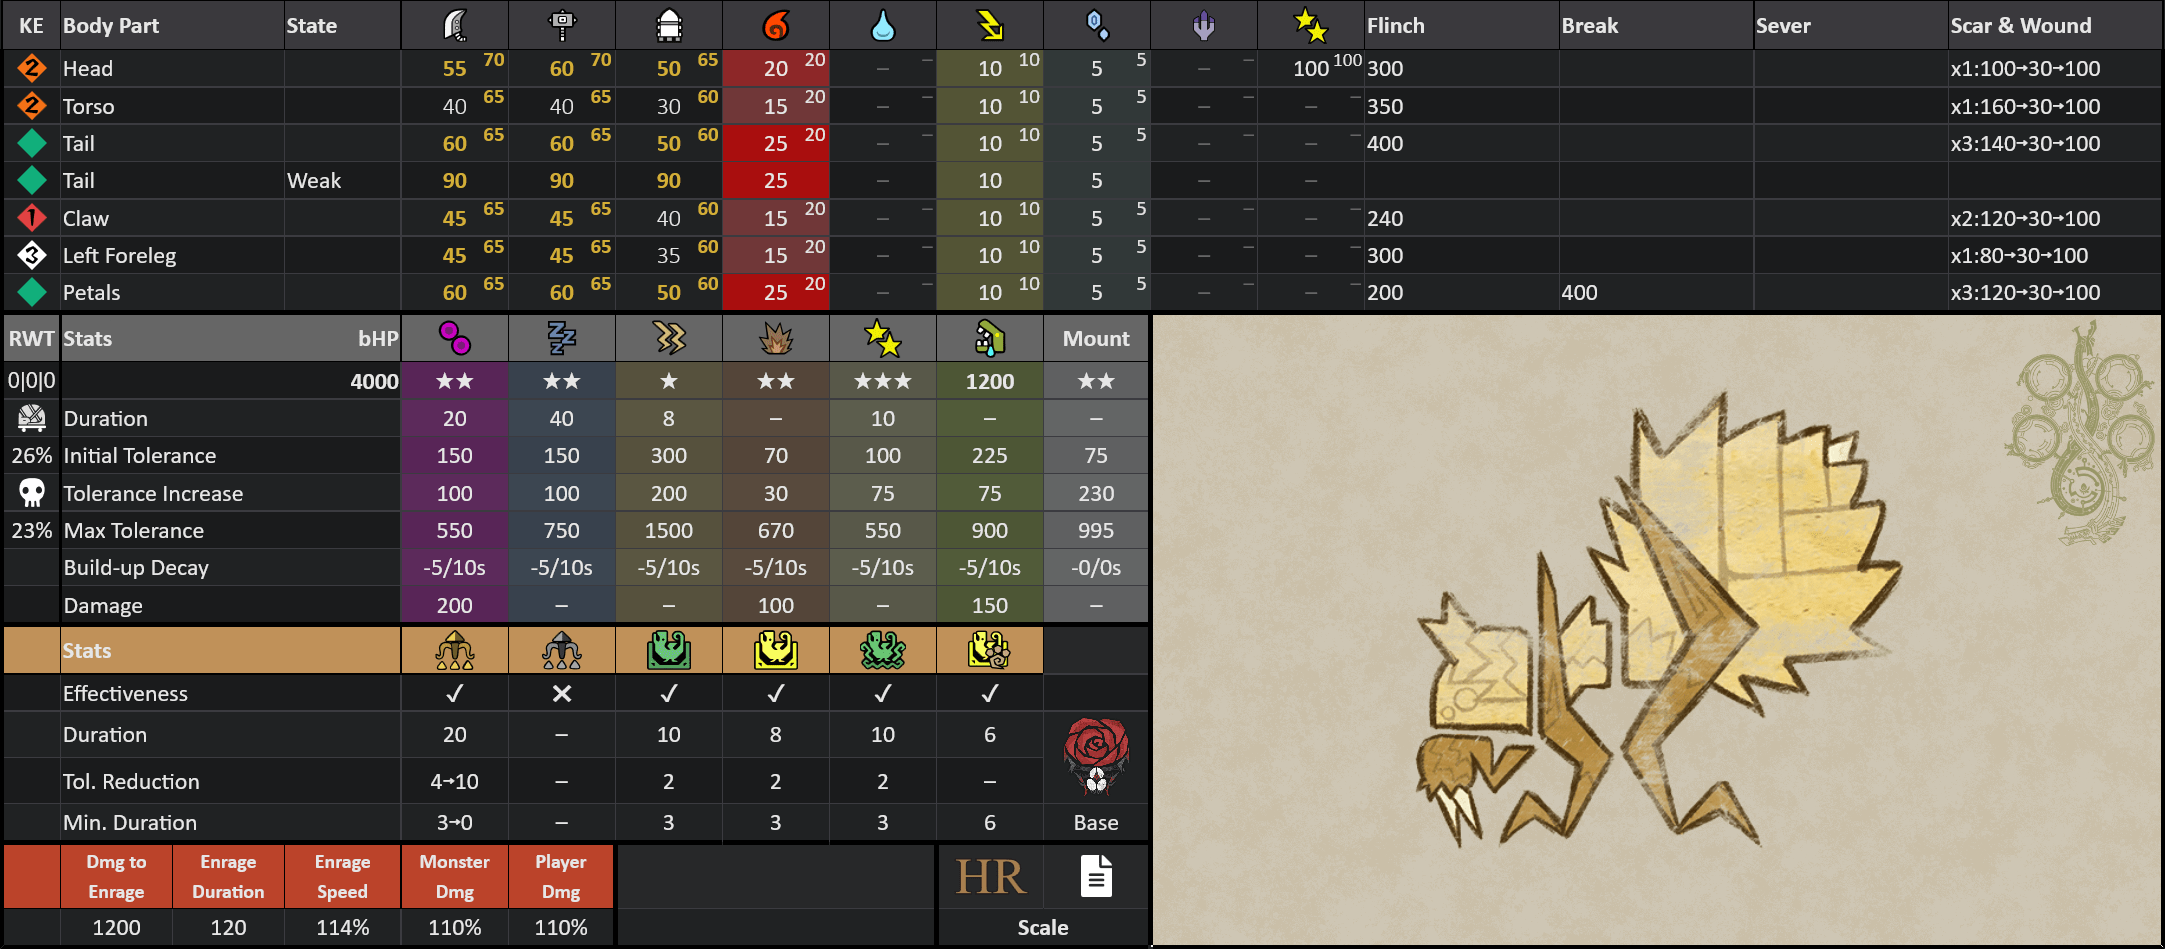 KE Body Part State Flinch Break Sever Scar & Wound
2 Head 55 70 60 70 50 65 20 20 – – 10 10 5 5 – – 100 100 300 x1:100→30→100
2 Torso 40 65 40 65 30 60 15 20 – – 10 10 5 5 – – – – 350 x1:160→30→100
Tail 60 65 60 65 50 60 25 20 – – 10 10 5 5 – – – – 400 x3:140→30→100
Tail Weak 90 90 90 25 – 10 5 – –
1 Claw 45 65 45 65 40 60 15 20 – – 10 10 5 5 – – – – 240 x2:120→30→100
3 Left Foreleg 45 65 45 65 35 60 15 20 – – 10 10 5 5 – – – – 300 x1:80→30→100
Petals 60 65 60 65 50 60 25 20 – – 10 10 5 5 – – – – 200 400 x3:120→30→100
RWT Stats bHP Mount
0|0|0 4000 ★★ ★★ ★ ★★ ★★★ 1200 ★★
Duration 20 40 8 – 10 – –
26% Initial Tolerance 150 150 300 70 100 225 75
Tolerance Increase 100 100 200 30 75 75 230
23% Max Tolerance 550 750 1500 670 550 900 995
Build-up Decay -5/10s -5/10s -5/10s -5/10s -5/10s -5/10s -0/0s
Damage 200 – – 100 – 150 –
Stats
Effectiveness ✓ ✕ ✓ ✓ ✓ ✓
Duration 20 – 10 8 10 6
Tol. Reduction 4→10 – 2 2 2 –
Min. Duration 3→0 – 3 3 3 6 Base
Dmg to Enrage Monster Player
Enrage Duration Speed Dmg Dmg HR
1200 120 114% 110% 110% Scale